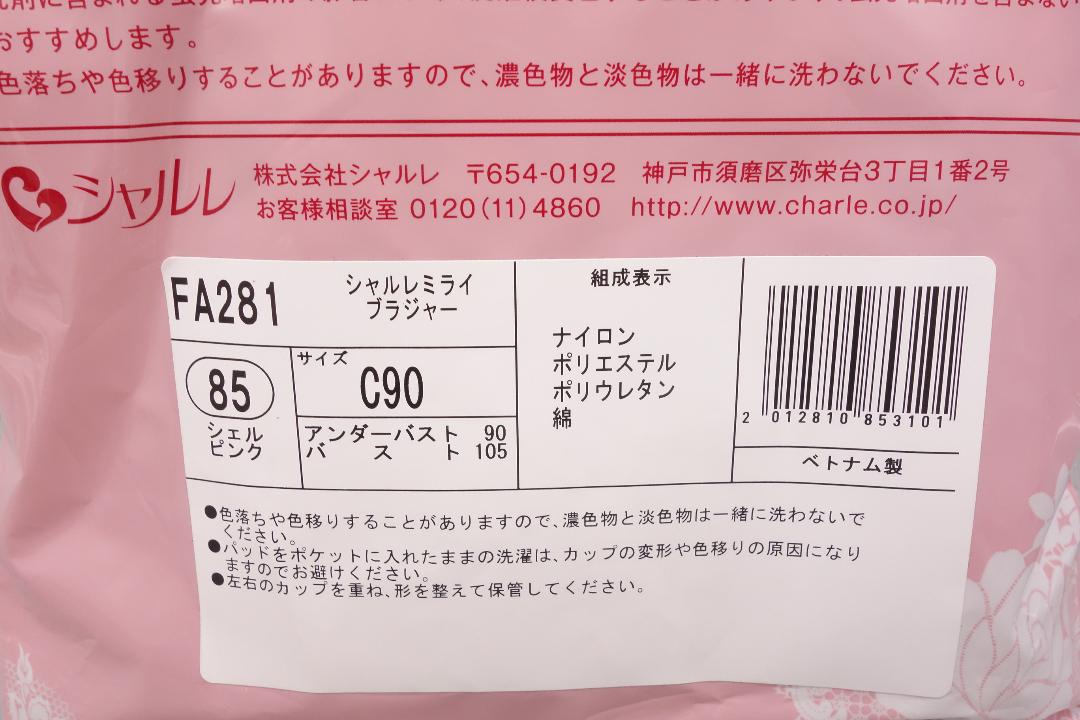 おすすめします。
色落ちや色移りすることがありますので、濃色物と淡色物は一緒に洗わないでください。
シャルレ
株式会社シャルレ 〒654-0192 神戸市須磨区弥栄台3丁目1番2号
お客様相談室 0120(11)4860 http://www.charle.co.jp/
FA281
シャルレミライ
ブラジャー
85
シェル
ピンク
サイズ
C90
アンダーバスト 90
バスト 105
組成表示
ナイロン
ポリエステル
ポリウレタン
綿
2 012810 853101
ベトナム製
●色落ちや色移りすることがありますので、濃色物と淡色物は一緒に洗わないで
ください。
●パッドをポケットに入れたままの洗濯は、カップの変形や色移りの原因になり
ますのでお避けください。
●左右のカップを重ね、形を整えて保管してください。